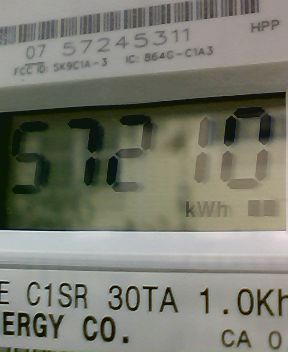 HPP
07 57245311
FCC ID: SK9C1A-3 IC: 864G-C1A3
57210
kWh
E C1SR 30TA 1.0Kh
ERGY CO.
CA 0